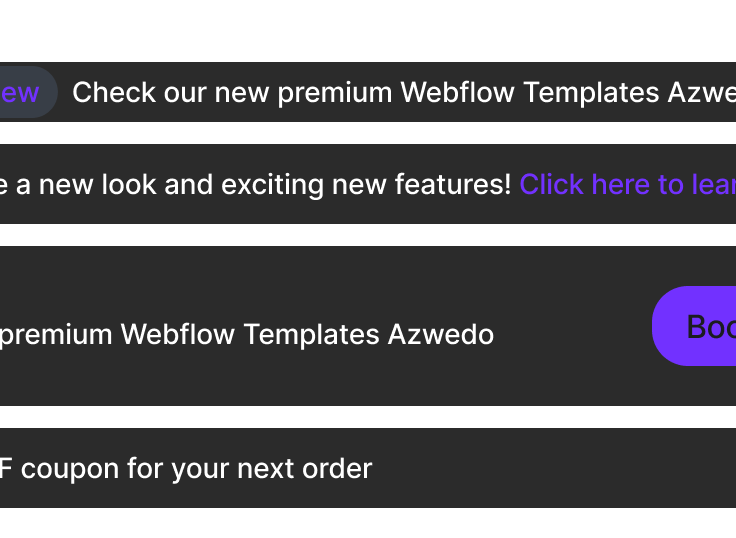 ew Check our new premium Webflow Templates Azwe
e a new look and exciting new features! Click here to lear
premium Webflow Templates Azwedo
Boo
F coupon for your next order